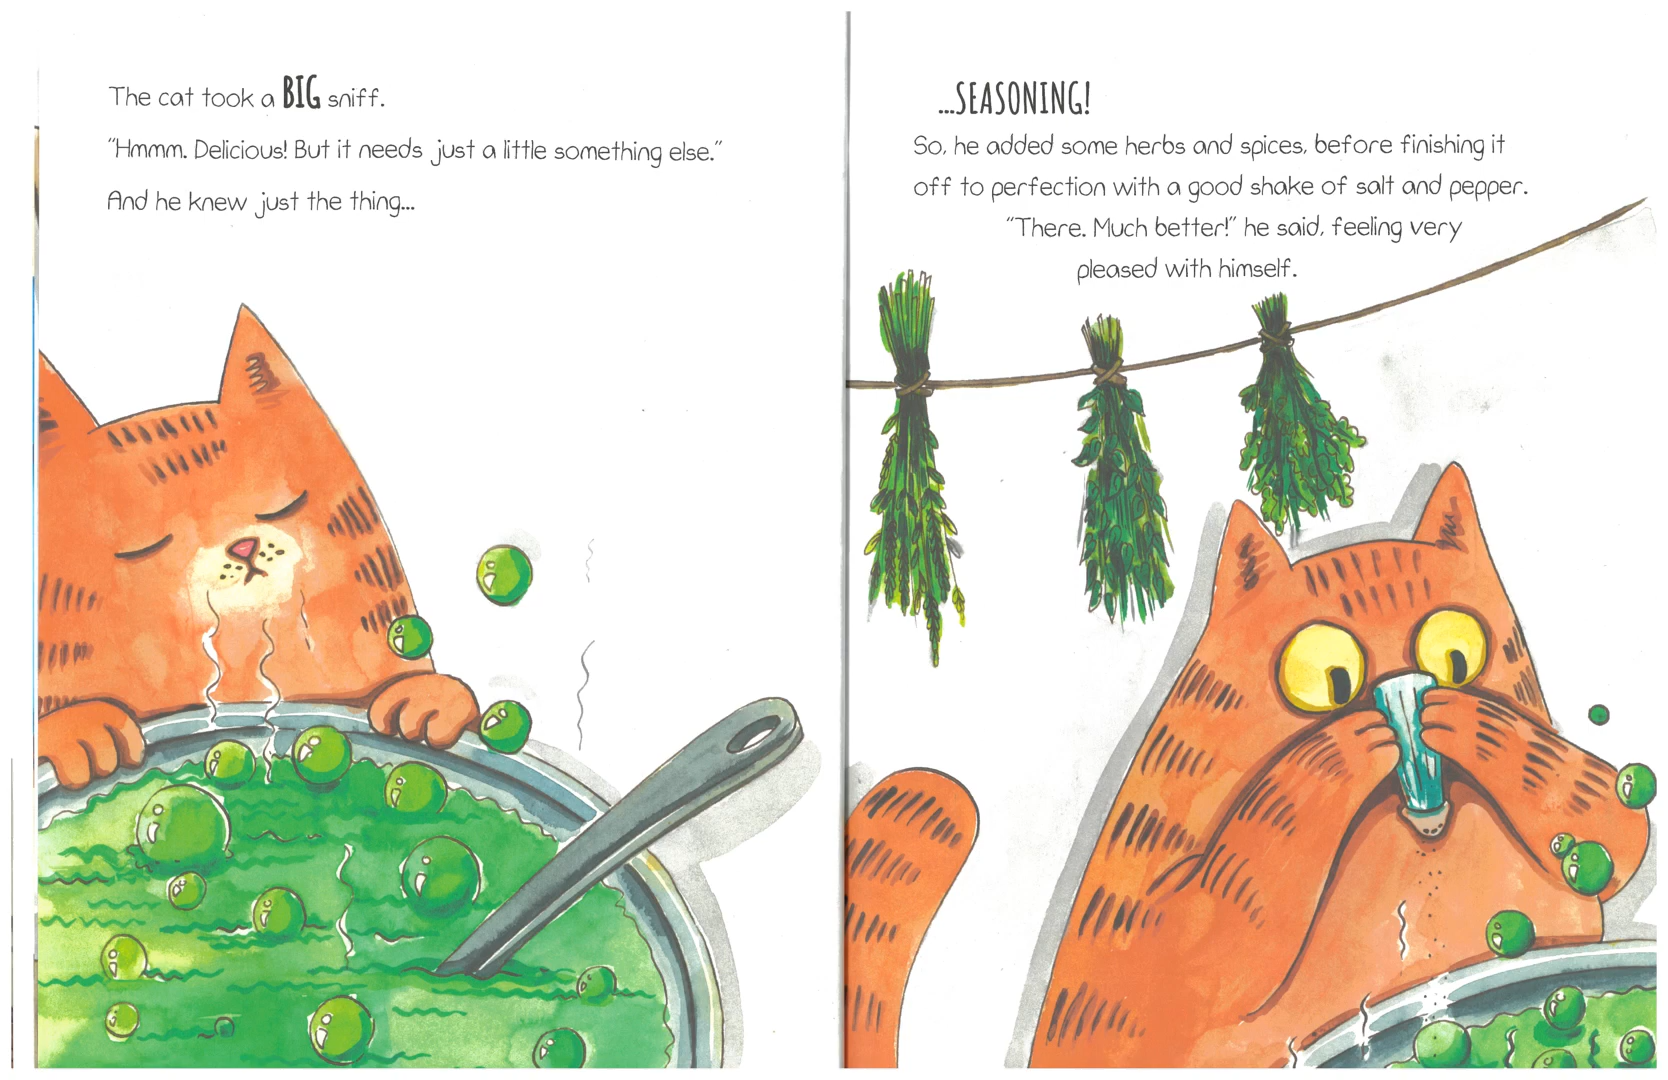 The cat took a BIG sniff.
“Hmmm. Delicious! But it needs just a little something else.”
And he knew just the thing...
...SEASONING!
So, he added some herbs and spices, before finishing it
off to perfection with a good shake of salt and pepper.
“There. Much better!” he said, feeling very
pleased with himself.